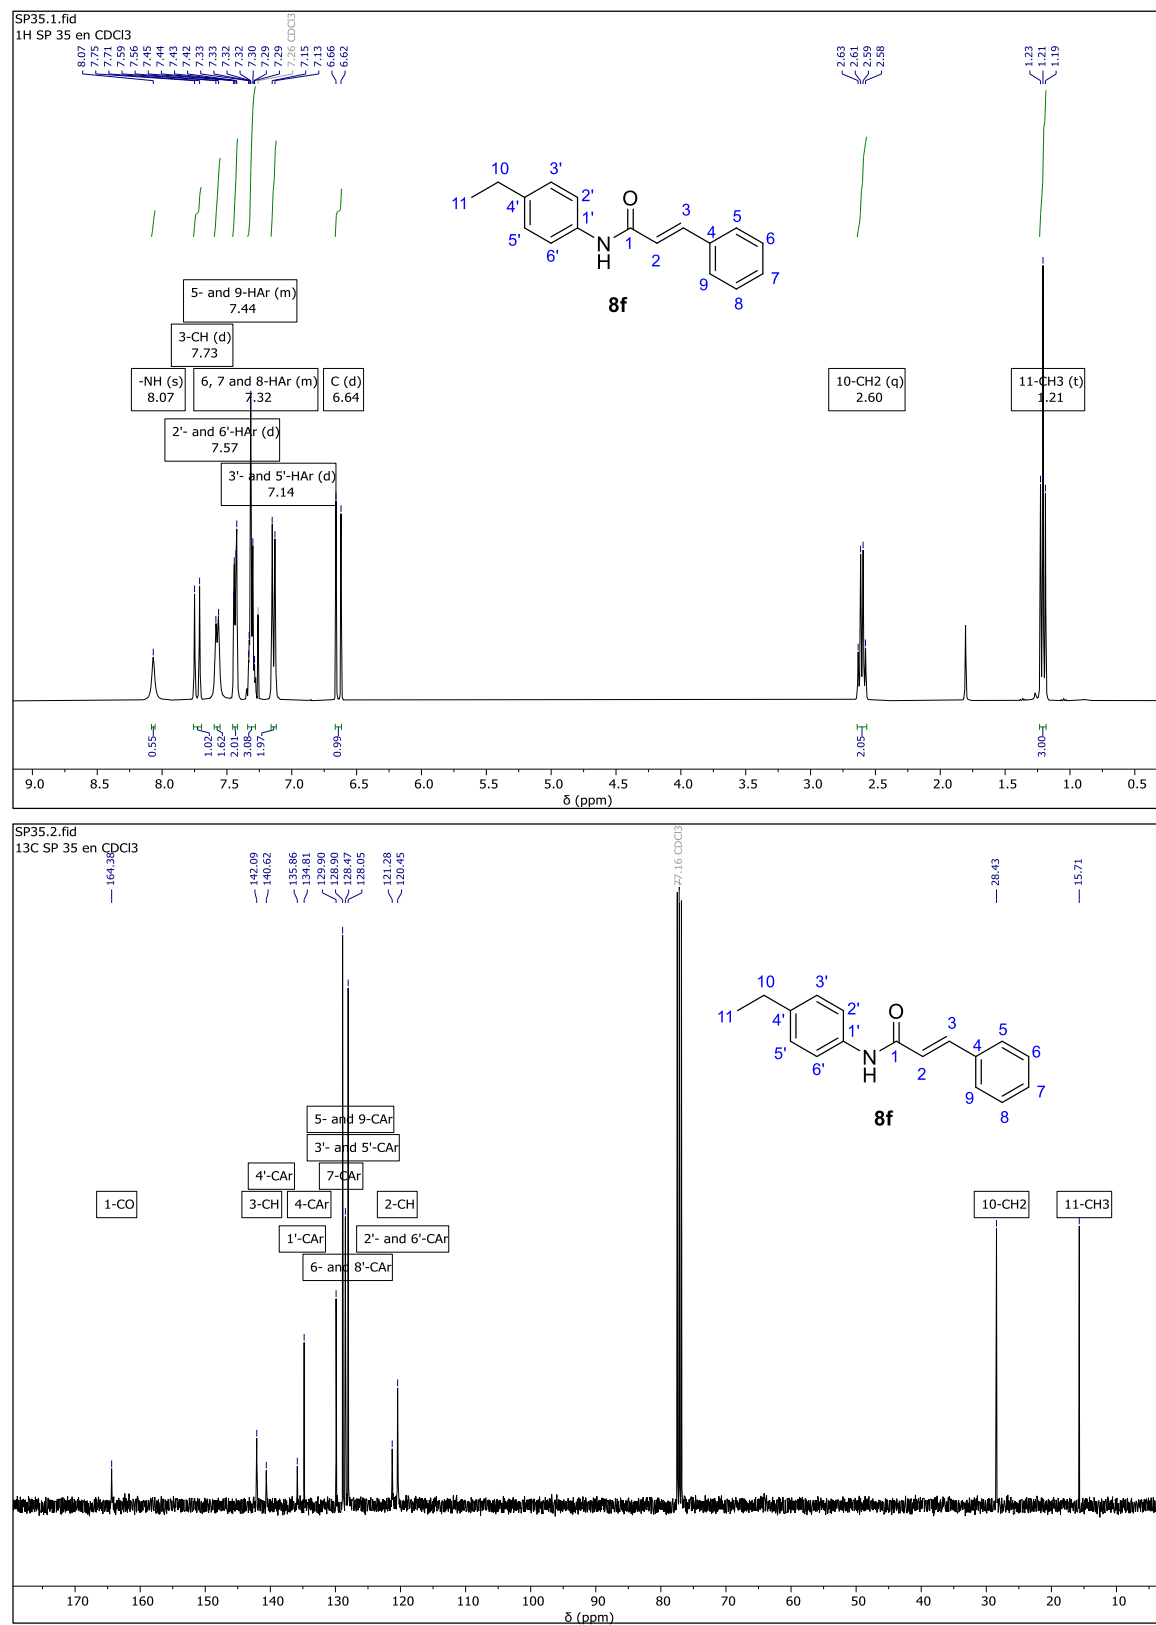 SP35.1.fid
1H SP 35 en CDCl3
8.07
7.75
7.71
7.59
7.56
7.45
7.44
7.43
7.42
7.33
7.33
7.32
7.32
7.30
7.29
7.29
7.26 CDCl3
7.15
7.13
6.66
6.62
2.63
2.61
2.59
2.58
1.23
1.21
1.19
10
3'
11
4'
2'
5'
1'
6'
O
N
H
1
2
3
4
5
6
7
8
9
8f
5- and 9-HAr (m)
7.44
3-CH (d)
7.73
-NH (s)
8.07
6, 7 and 8-HAr (m)
7.32
C (d)
6.64
10-CH2 (q)
2.60
11-CH3 (t)
1.21
2'- and 6'-HAr (d)
7.57
3'- and 5'-HAr (d)
7.14
0.55
1.02
1.62
2.01
3.08
1.97
0.99
2.05
3.00
9.0 8.5 8.0 7.5 7.0 6.5 6.0 5.5 5.0 4.5 4.0 3.5 3.0 2.5 2.0 1.5 1.0 0.5
δ (ppm)
SP35.2.fid
13C SP 35 en CDCl3
164.38
142.09
140.62
135.86
134.81
129.90
128.90
128.47
128.05
121.28
120.45
77.16 CDCl3
28.43
15.71
10
3'
11
4'
2'
5'
1'
6'
O
N
H
1
2
3
4
5
6
7
8
9
8f
5- and 9-CAr
3'- and 5'-CAr
4'-CAr
7-CAr
1-CO
3-CH
4-CAr
2-CH
10-CH2
11-CH3
1'-CAr
2'- and 6'-CAr
6- and 8'-CAr
170 160 150 140 130 120 110 100 90 80 70 60 50 40 30 20 10
δ (ppm)